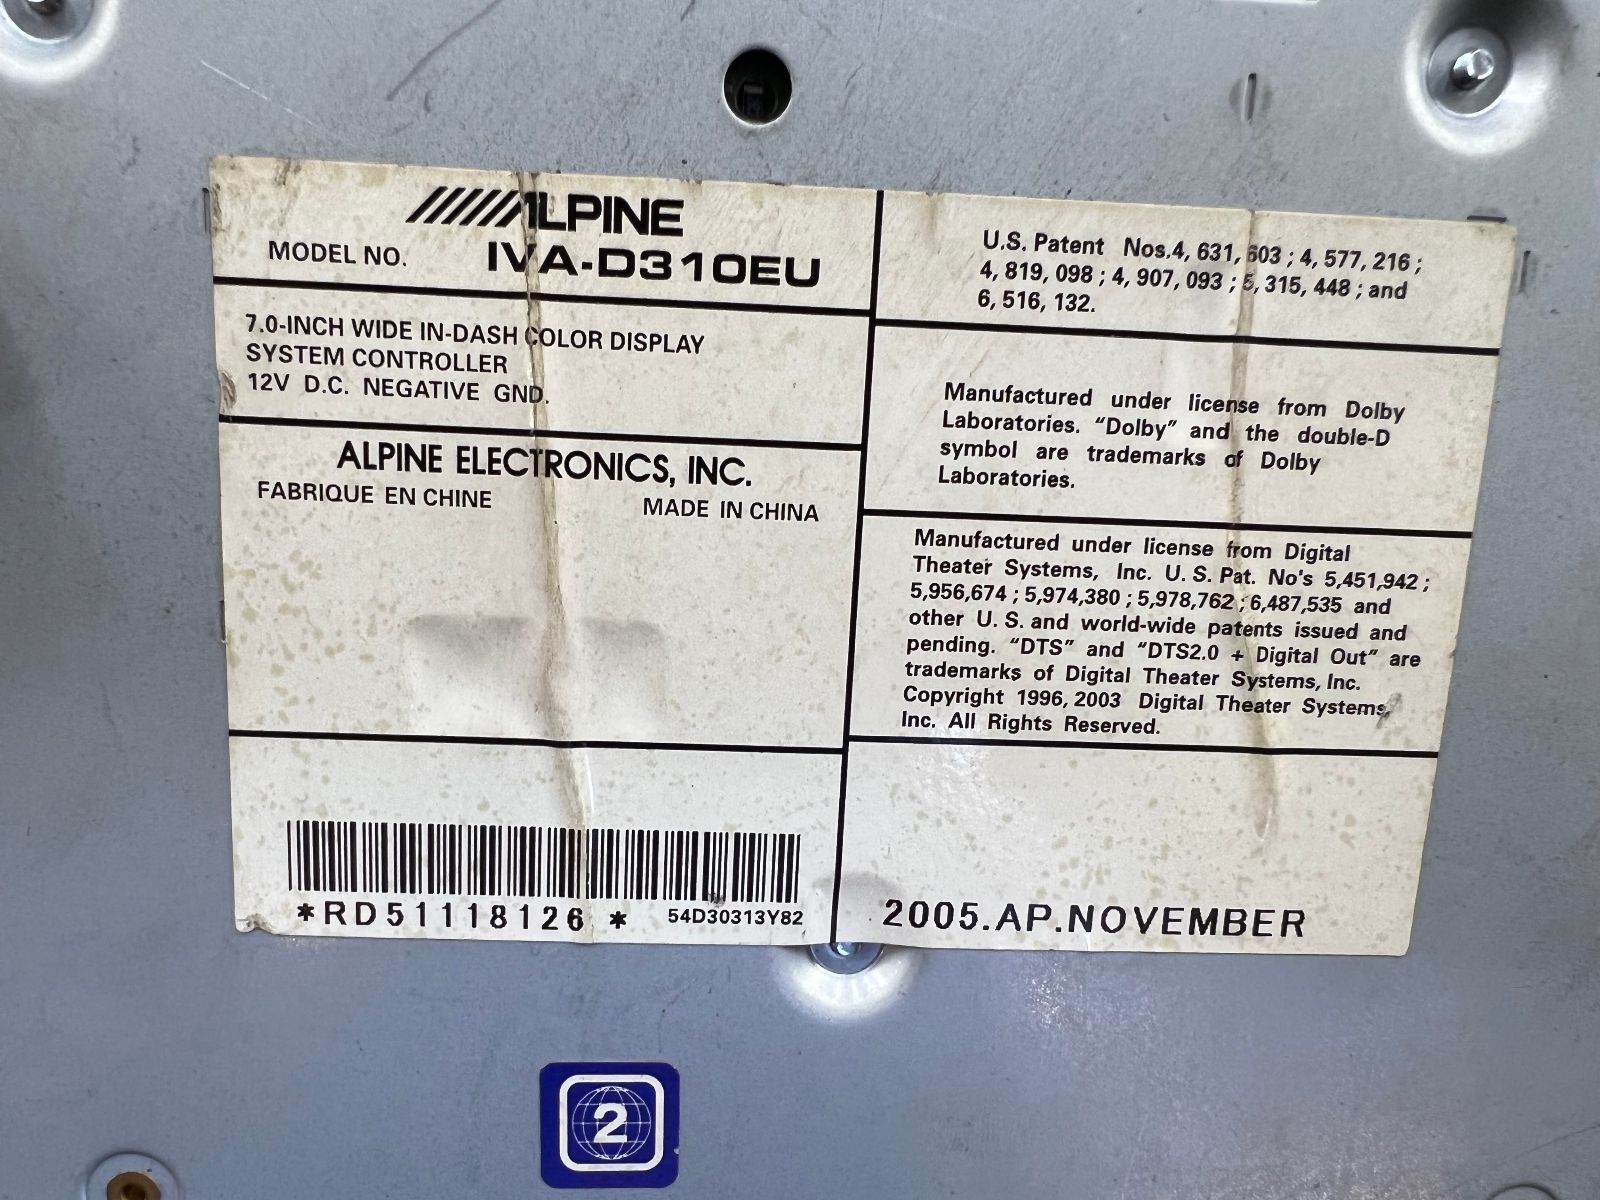 ALPINE
MODEL NO. IVA-D310EU
7.0-INCH WIDE IN-DASH COLOR DISPLAY
SYSTEM CONTROLLER
12V D.C. NEGATIVE GND.
ALPINE ELECTRONICS, INC.
FABRIQUE EN CHINE MADE IN CHINA
*RD51118126* 54D30313Y82
U.S. Patent Nos.4, 631, 603 ; 4, 577, 216 ;
4, 819, 098 ; 4, 907, 093 ; 5, 315, 448 ; and
6, 516, 132.
Manufactured under license from Dolby
Laboratories. “Dolby” and the double-D
symbol are trademarks of Dolby
Laboratories.
Manufactured under license from Digital
Theater Systems, Inc. U. S. Pat. No's 5,451,942 ;
5,956,674 ; 5,974,380 ; 5,978,762 ; 6,487,535 and
other U. S. and world-wide patents issued and
pending. “DTS” and “DTS2.0 + Digital Out” are
trademarks of Digital Theater Systems, Inc.
Copyright 1996, 2003 Digital Theater Systems,
Inc. All Rights Reserved.
2005.AP.NOVEMBER
2